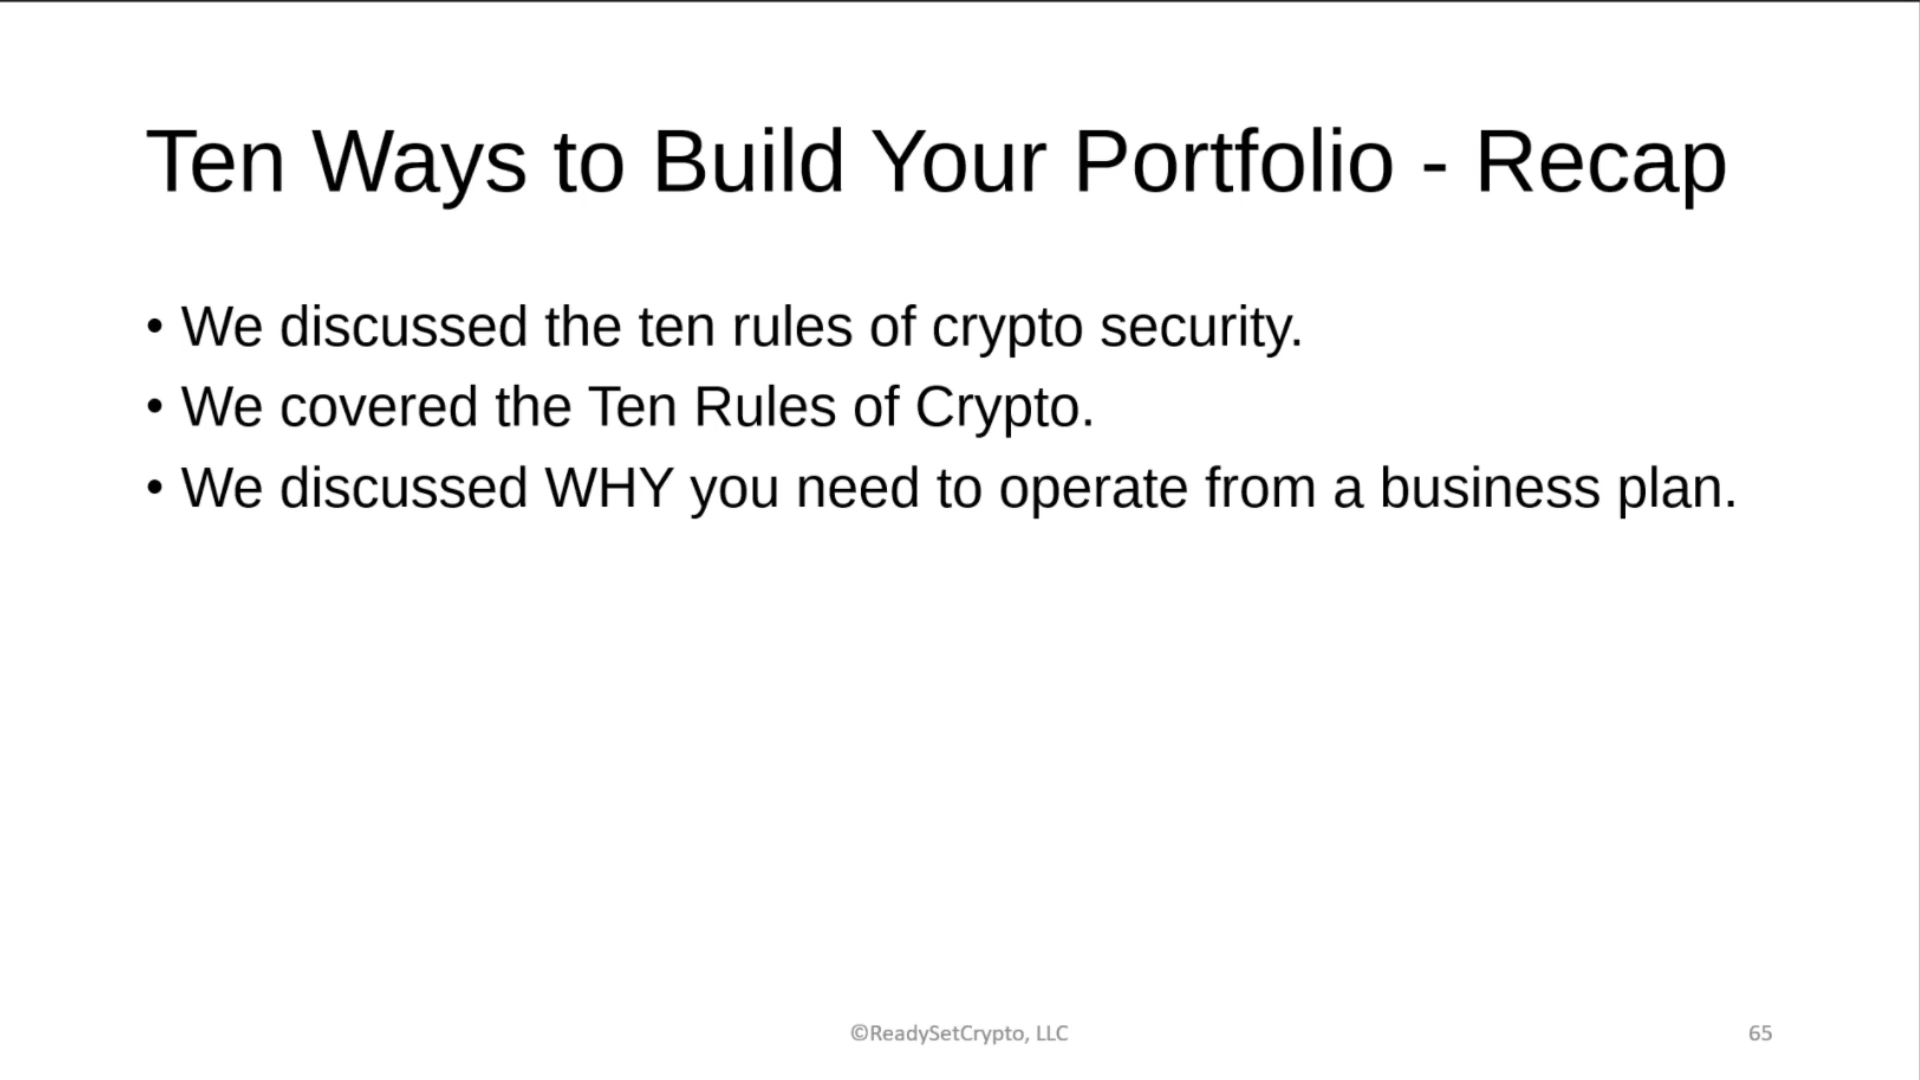 Ten Ways to Build Your Portfolio - Recap
• We discussed the ten rules of crypto security.
• We covered the Ten Rules of Crypto.
• We discussed WHY you need to operate from a business plan.
©ReadySetCrypto, LLC
65